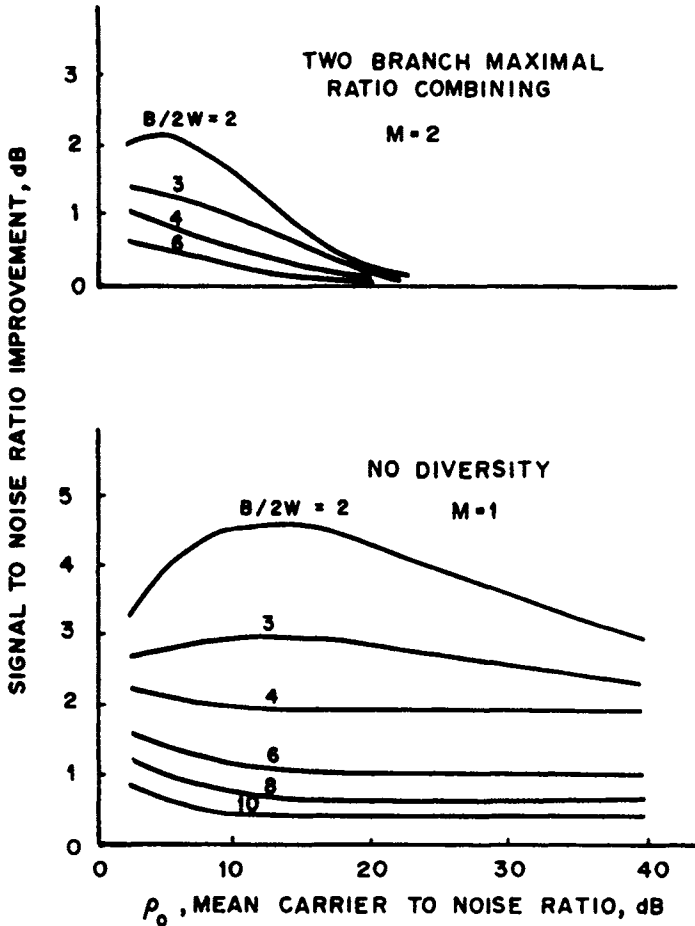 SIGNAL TO NOISE RATIO IMPROVEMENT, dB
TWO BRANCH MAXIMAL
RATIO COMBINING
M=2
B/2W=2
3
4
6
3
2
1
0
NO DIVERSITY
M=1
B/2W = 2
3
4
6
8
10
5
4
3
2
1
0
0 10 20 30 40
ρ₀, MEAN CARRIER TO NOISE RATIO, dB